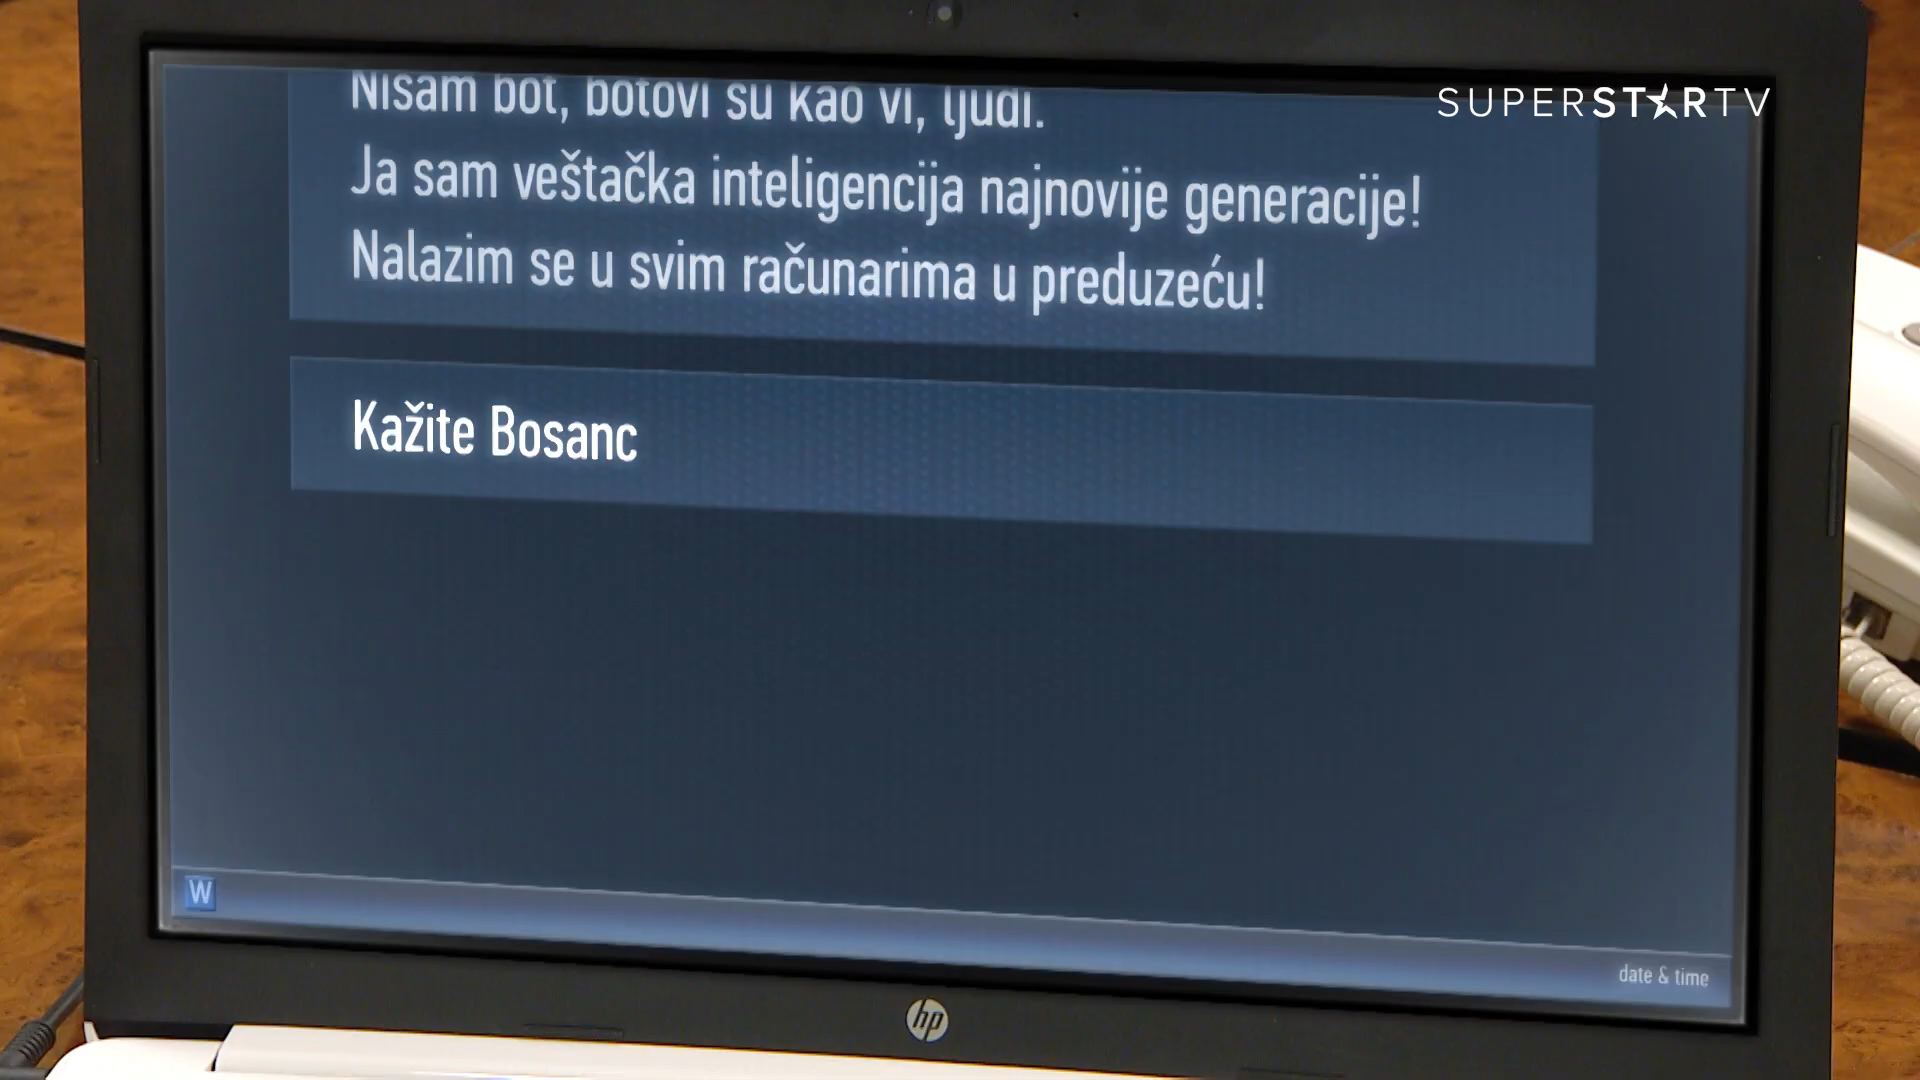 Nisam bot, botovi su kao vi, ljudi.
SUPERSTARTV
Ja sam veštačka inteligencija najnovije generacije!
Nalazim se u svim računarima u preduzeću!
Kažite Bosanc
W
date & time
hp